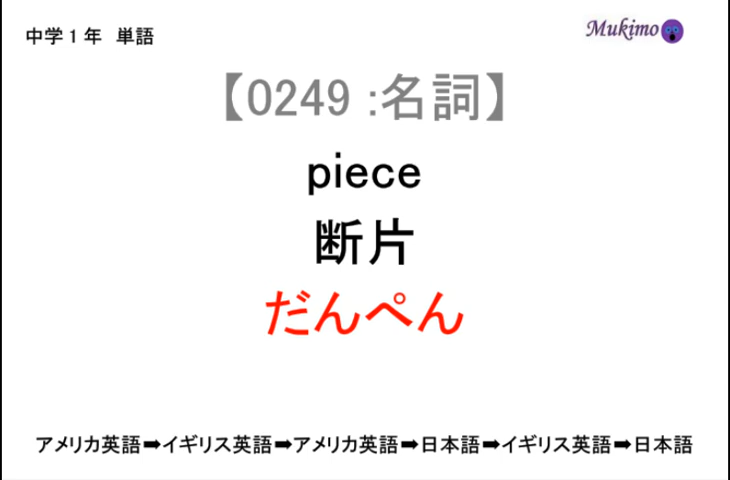 中学１年 単語
Mukimo
【0249 :名詞】
piece
断片
だんぺん
アメリカ英語➡イギリス英語➡アメリカ英語➡日本語➡イギリス英語➡日本語